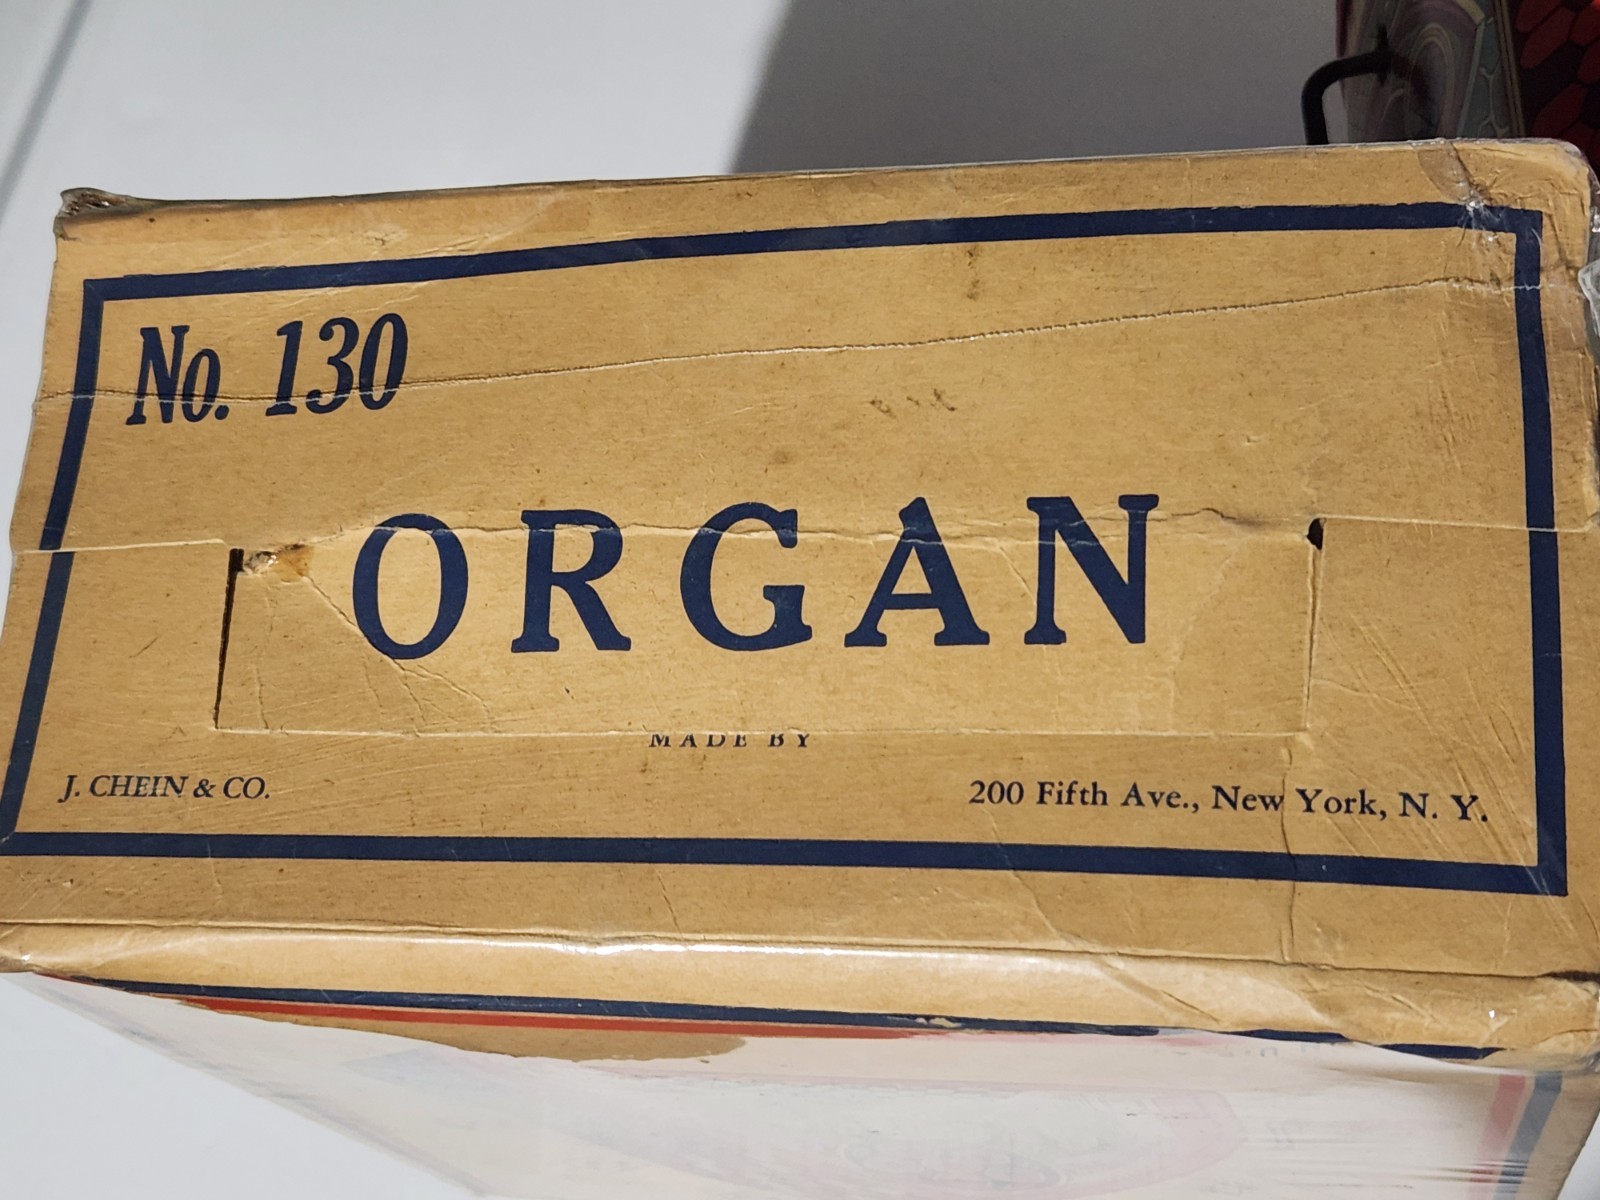 No. 130
ORGAN
MADE BY
J. CHEIN & CO.
200 Fifth Ave., New York, N. Y.